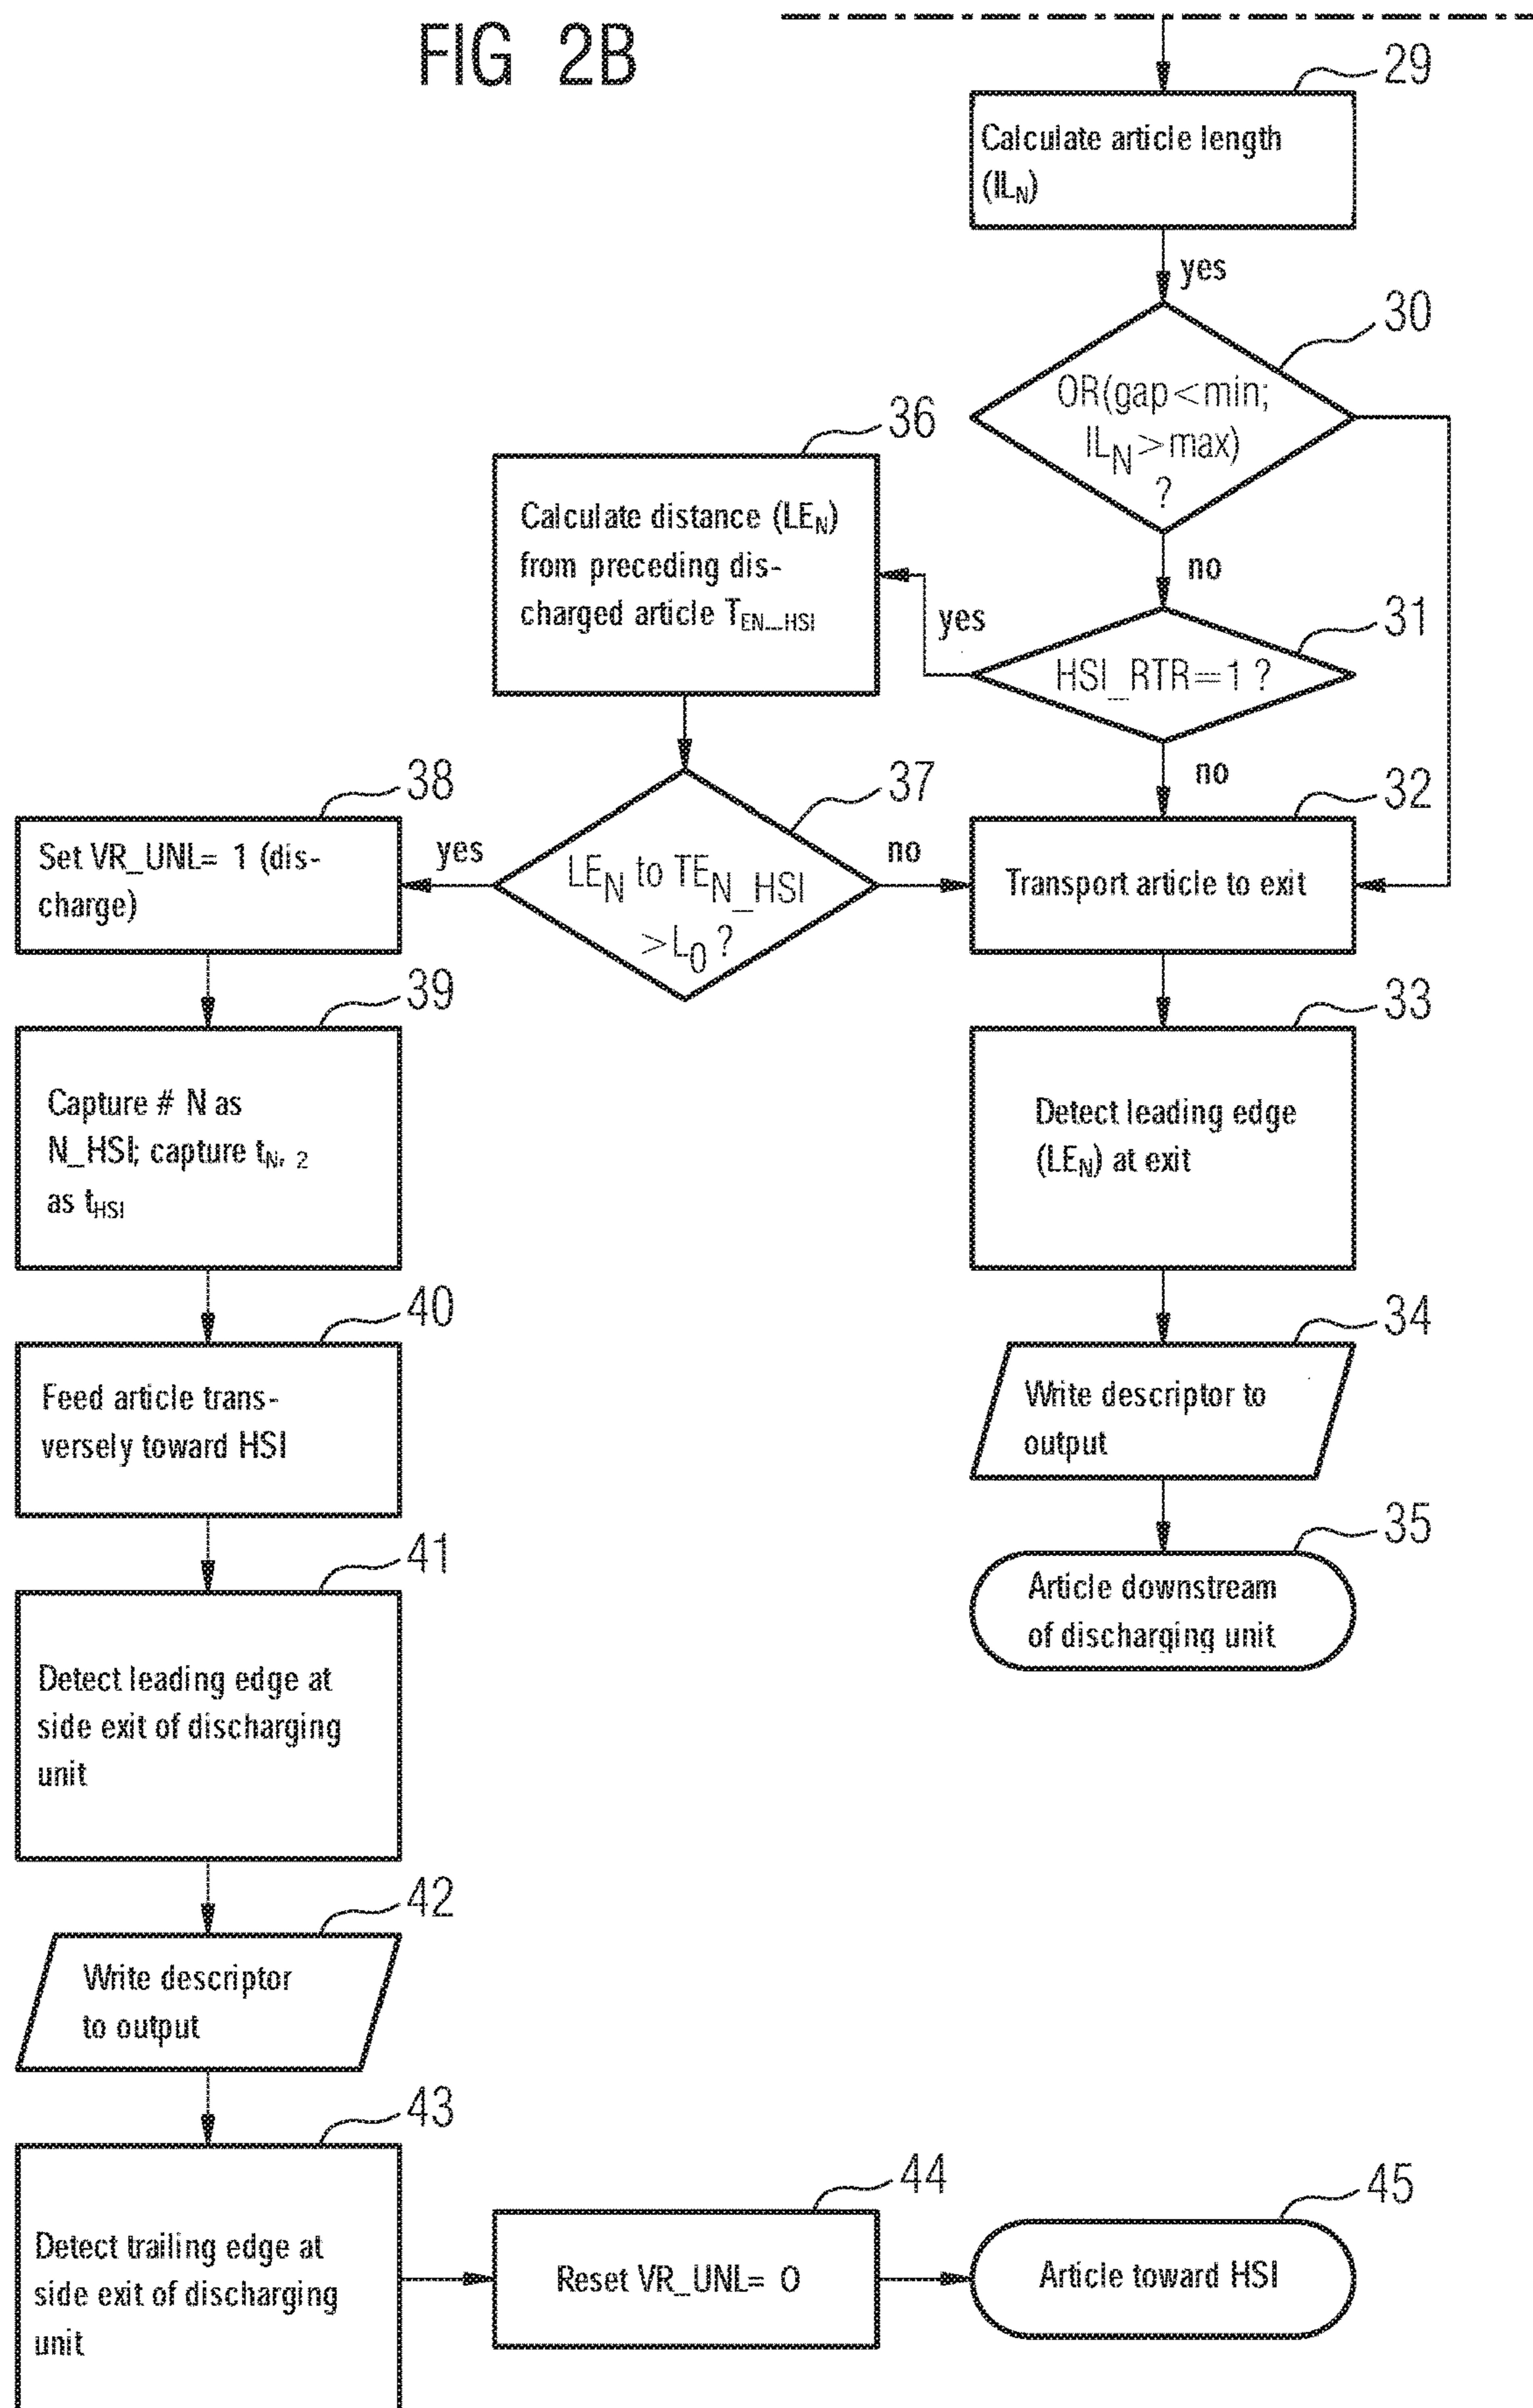 FIG 2B
29
Calculate article length
(IL_N)
yes
30
OR(gap<min;
IL_N>max)
?
no
31
HSI_RTR=1 ?
yes
no
36
Calculate distance (LE_N)
from preceding dis-
charged article T_EN_HSI
37
LE_N to TE_N_HSI
>L_0 ?
yes
no
32
Transport article to exit
33
Detect leading edge
(LE_N) at exit
34
Write descriptor to
output
35
Article downstream
of discharging unit
38
Set VR_UNL= 1 (dis-
charge)
39
Capture # N as
N_HSI; capture t_N, 2
as t_HSI
40
Feed article trans-
versely toward HSI
41
Detect leading edge at
side exit of discharging
unit
42
Write descriptor
to output
43
Detect trailing edge at
side exit of discharging
unit
44
Reset VR_UNL= 0
45
Article toward HSI